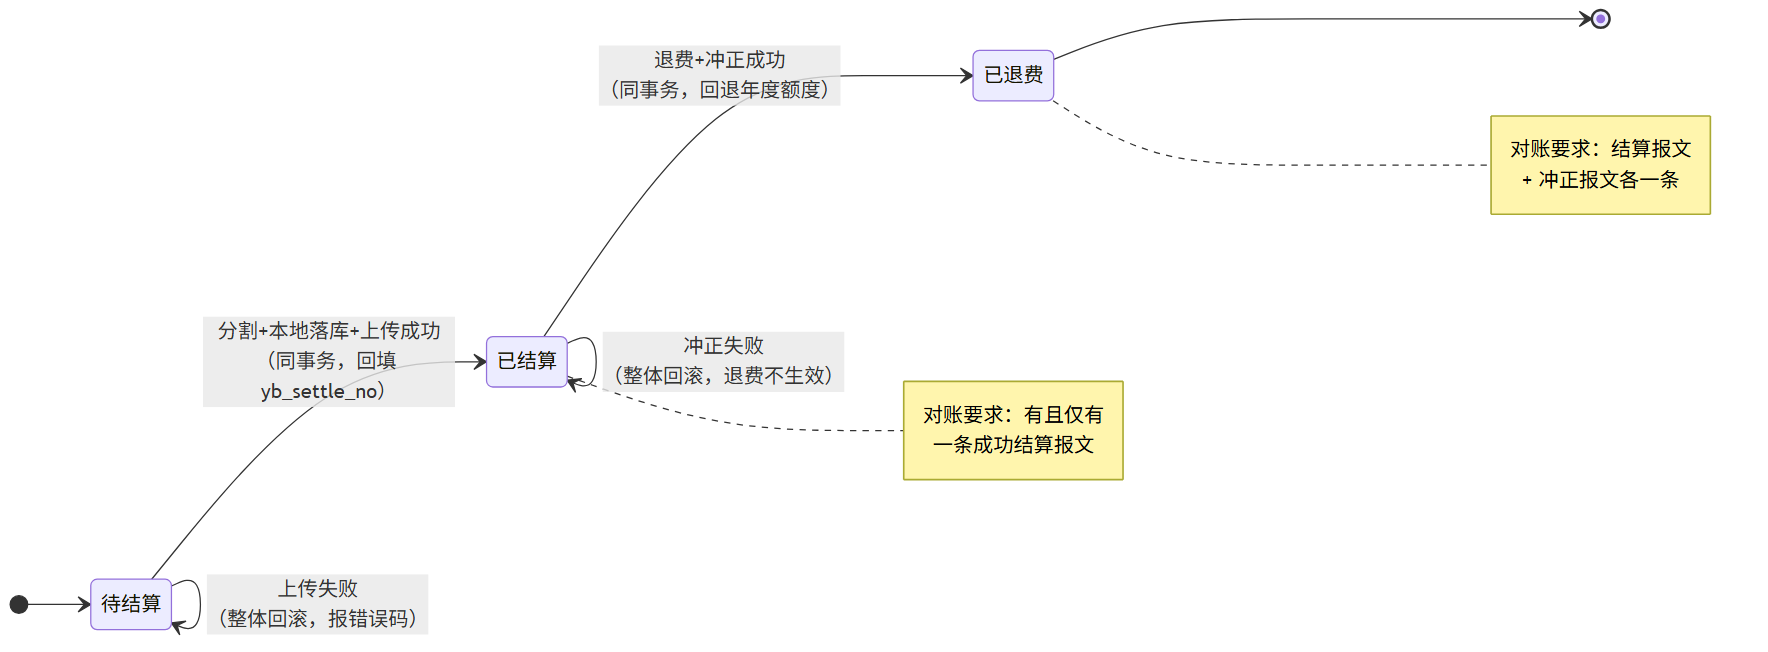 退费+冲正成功
（同事务，回退年度额度）
已退费
对账要求：结算报文
+ 冲正报文各一条
分割+本地落库+上传成功
（同事务，回填
yb_settle_no）
已结算
冲正失败
（整体回滚，退费不生效）
对账要求：有且仅有
一条成功结算报文
待结算
上传失败
（整体回滚，报错误码）